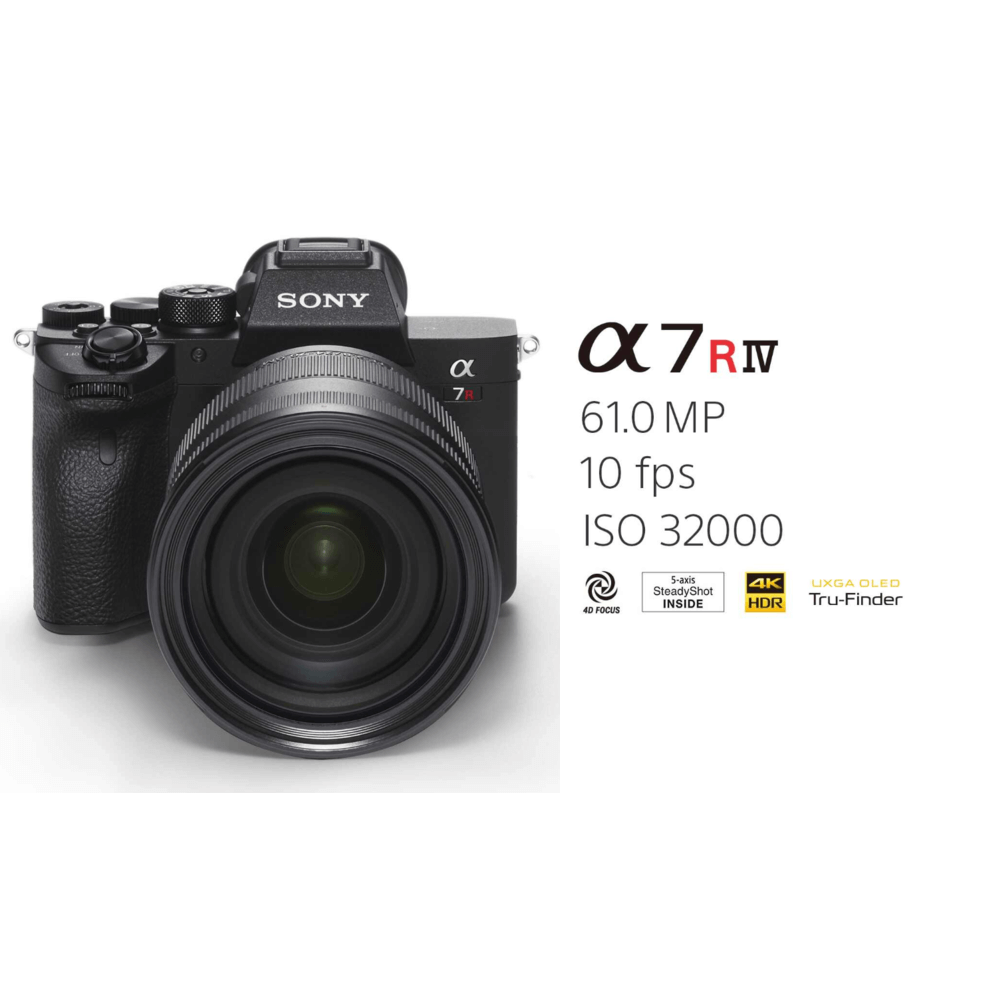 SONY
α
7R
α7RIV
61.0 MP
10 fps
ISO 32000
4D FOCUS
5-axis
SteadyShot
INSIDE
4K
HDR
UXGA OLED
Tru-Finder